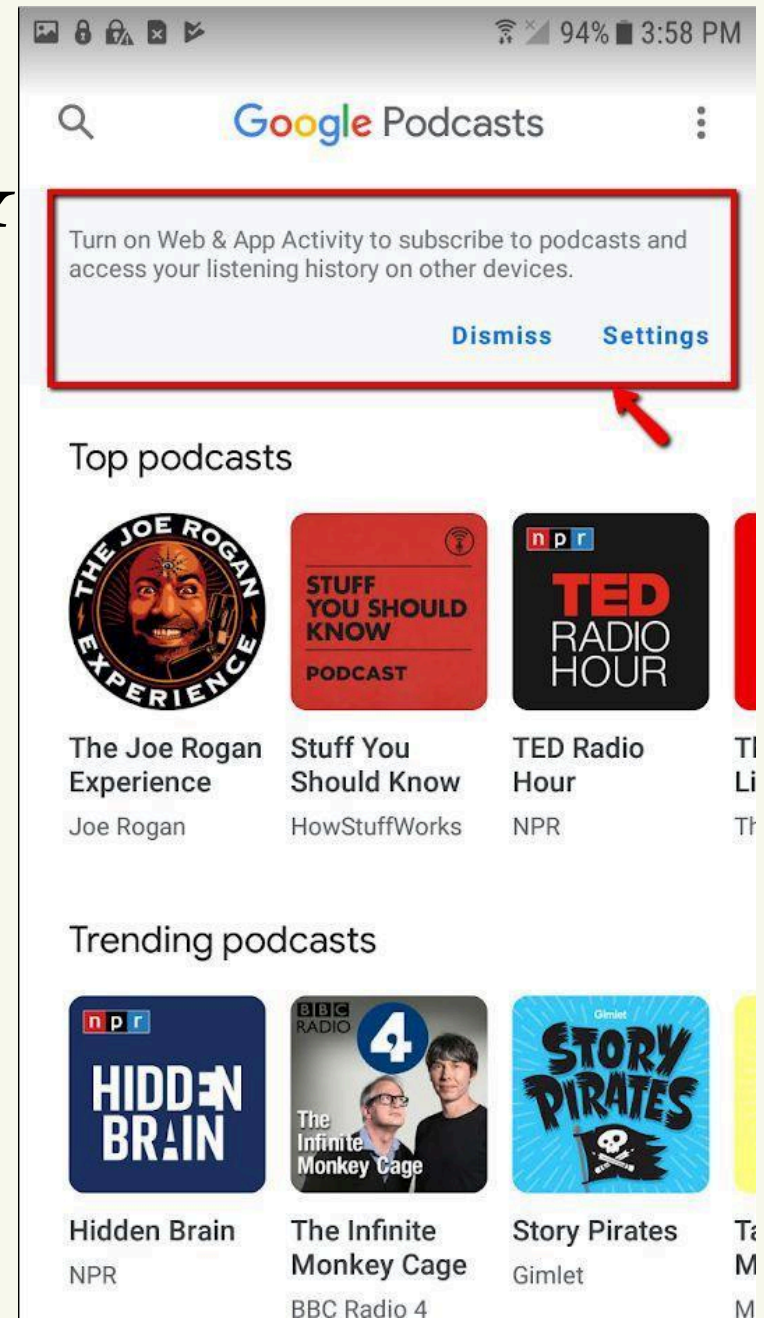 94% 3:58 PM
Google Podcasts
Turn on Web & App Activity to subscribe to podcasts and
access your listening history on other devices.
Dismiss Settings
Top podcasts
THE JOE ROGAN EXPERIENCE
STUFF
YOU SHOULD
KNOW
PODCAST
npr
TED
RADIO
HOUR
The Joe Rogan
Experience
Joe Rogan
Stuff You
Should Know
HowStuffWorks
TED Radio
Hour
NPR
Li
Trending podcasts
npr
HIDDEN
BRAIN
BBC
RADIO
4
The
Infinite
Monkey Cage
Gimlet
STORY
PIRATES
Hidden Brain
NPR
The Infinite
Monkey Cage
BBC Radio 4
Story Pirates
Gimlet
M
M